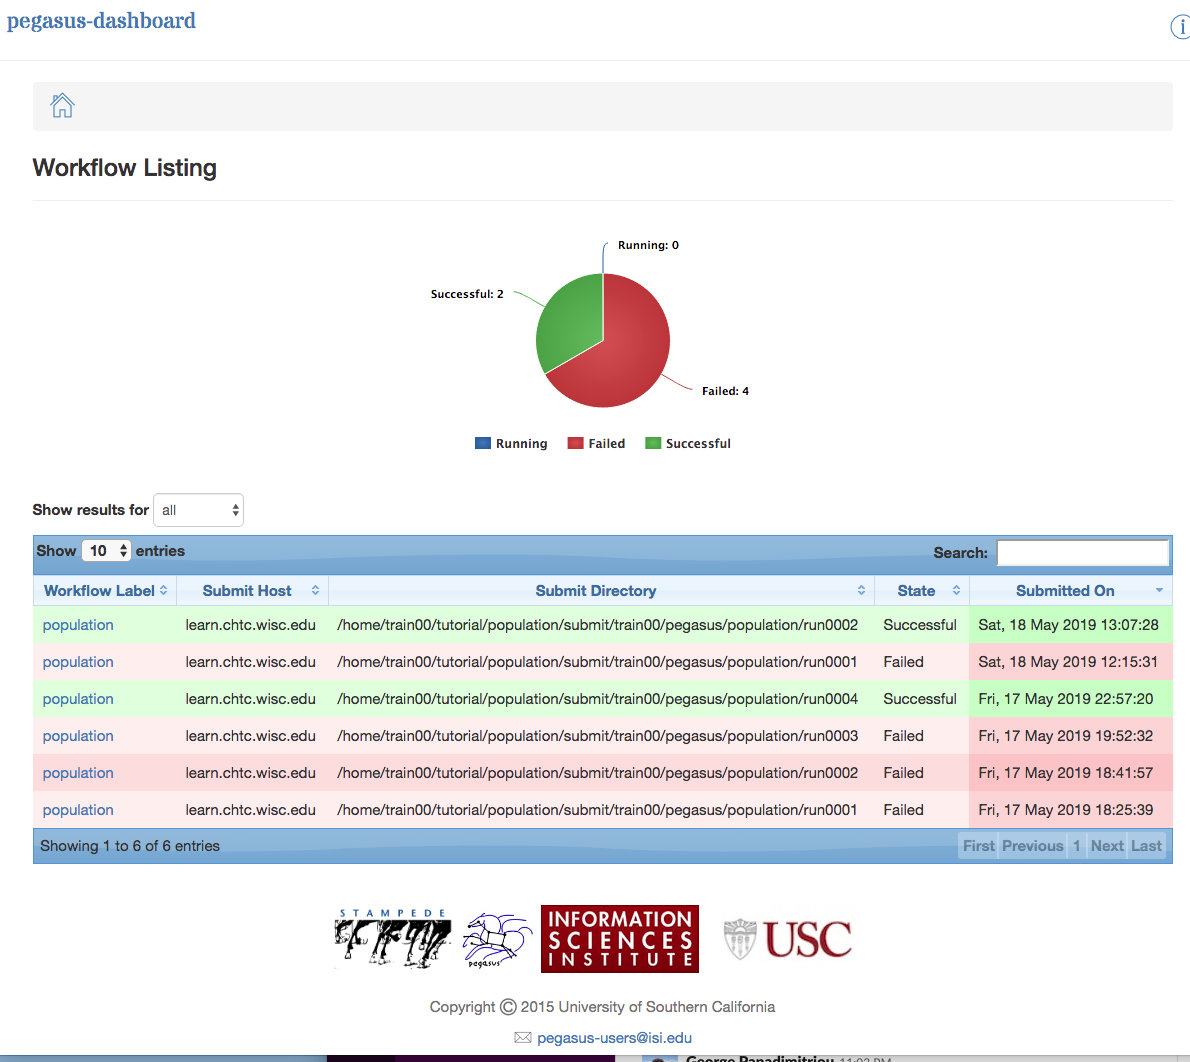 pegasus-dashboard
i
Workflow Listing
Running: 0
Successful: 2
Failed: 4
Running Failed Successful
Show results for all
Show 10 entries Search:
Workflow Label Submit Host Submit Directory State Submitted On
population learn.chtc.wisc.edu /home/train00/tutorial/population/submit/train00/pegasus/population/run0002 Successful Sat, 18 May 2019 13:07:28
population learn.chtc.wisc.edu /home/train00/tutorial/population/submit/train00/pegasus/population/run0001 Failed Sat, 18 May 2019 12:15:31
population learn.chtc.wisc.edu /home/train00/tutorial/population/submit/train00/pegasus/population/run0004 Successful Fri, 17 May 2019 22:57:20
population learn.chtc.wisc.edu /home/train00/tutorial/population/submit/train00/pegasus/population/run0003 Failed Fri, 17 May 2019 19:52:32
population learn.chtc.wisc.edu /home/train00/tutorial/population/submit/train00/pegasus/population/run0002 Failed Fri, 17 May 2019 18:41:57
population learn.chtc.wisc.edu /home/train00/tutorial/population/submit/train00/pegasus/population/run0001 Failed Fri, 17 May 2019 18:25:39
Showing 1 to 6 of 6 entries First Previous 1 Next Last
STAMPEDE
pegasus
INFORMATION
SCIENCES
INSTITUTE
USC
Copyright © 2015 University of Southern California
pegasus-users@isi.edu
George Papadimitriou 11:02 PM